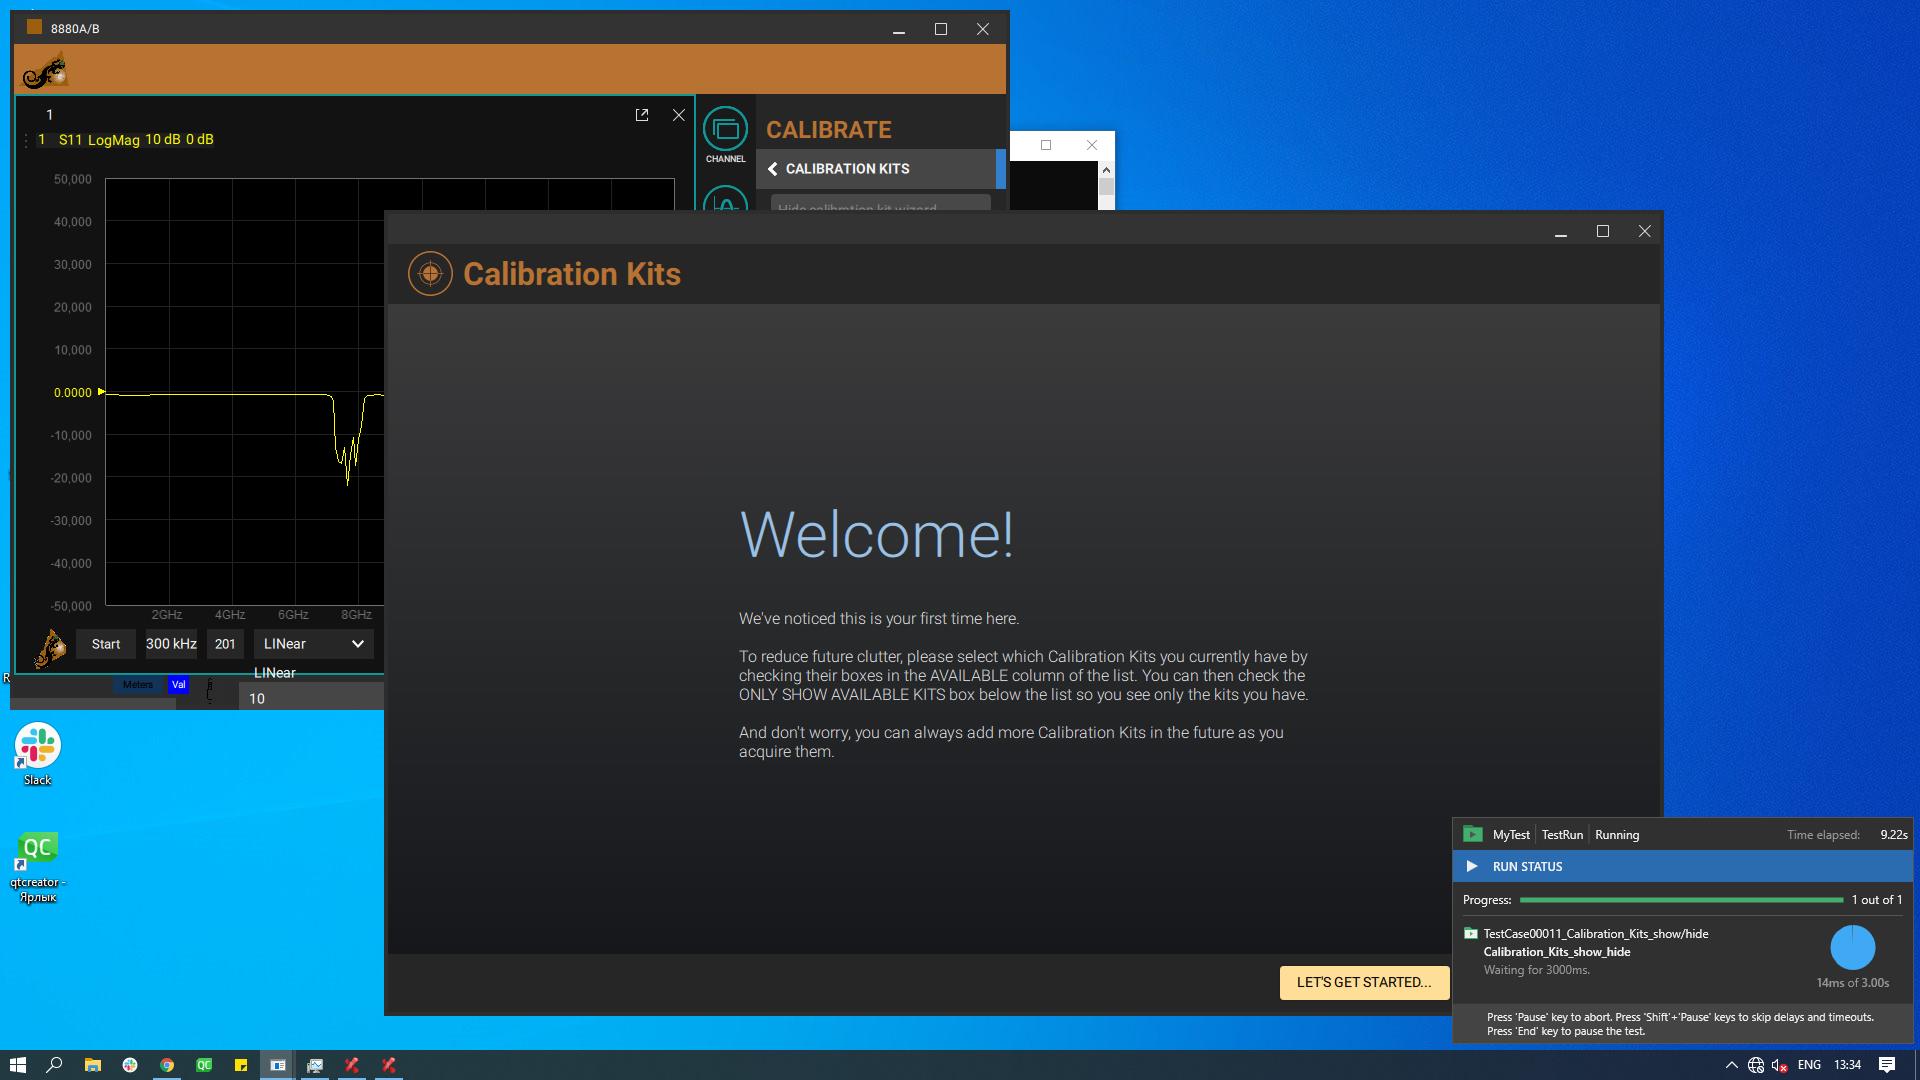 8880A/B
1
1 S11 LogMag 10 dB 0 dB
50,000
40,000
30,000
20,000
10,000
0.0000
-10,000
-20,000
-30,000
-40,000
-50,000
2GHz 4GHz 6GHz 8GHz
Start 300 kHz 201 LINear
LINear
Meters Val
10
CHANNEL
CALIBRATE
CALIBRATION KITS
Hide calibration kit wizard
Calibration Kits
Welcome!
We've noticed this is your first time here.
To reduce future clutter, please select which Calibration Kits you currently have by
checking their boxes in the AVAILABLE column of the list. You can then check the
ONLY SHOW AVAILABLE KITS box below the list so you see only the kits you have.
And don't worry, you can always add more Calibration Kits in the future as you
acquire them.
LET'S GET STARTED...
R
Slack
QC
qtcreator -
Ярлык
MyTest TestRun Running Time elapsed: 9.22s
RUN STATUS
Progress: 1 out of 1
TestCase00011_Calibration_Kits_show/hide
Calibration_Kits_show_hide
Waiting for 3000ms.
14ms of 3.00s
Press 'Pause' key to abort. Press 'Shift'+'Pause' keys to skip delays and timeouts.
Press 'End' key to pause the test.
QC
ENG 13:34